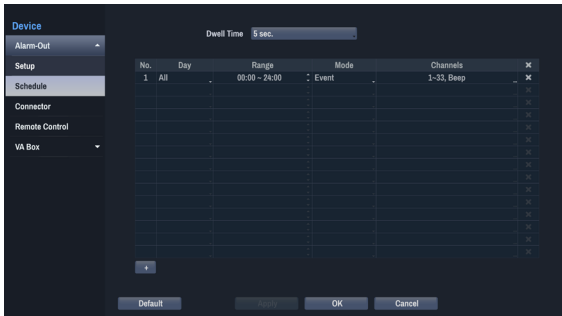 Device
Alarm-Out
Setup
Schedule
Connector
Remote Control
VA Box
Dwell Time 5 sec.
No. Day Range Mode Channels
1 All 00:00 ~ 24:00 Event 1~33, Beep
+
Default Apply OK Cancel